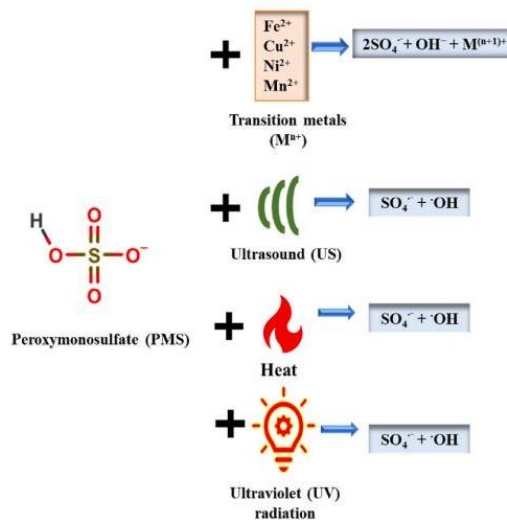 Fe²⁺
Cu²⁺
Ni²⁺
Mn²⁺
2SO₄˙⁻+ OH⁻ + M⁽ⁿ⁺¹⁾⁺
Transition metals
(Mⁿ⁺)
SO₄˙⁻ + ˙OH
Ultrasound (US)
H
O
O
S
O⁻
O
Peroxymonosulfate (PMS)
SO₄˙⁻ + ˙OH
Heat
SO₄˙⁻ + ˙OH
Ultraviolet (UV)
radiation